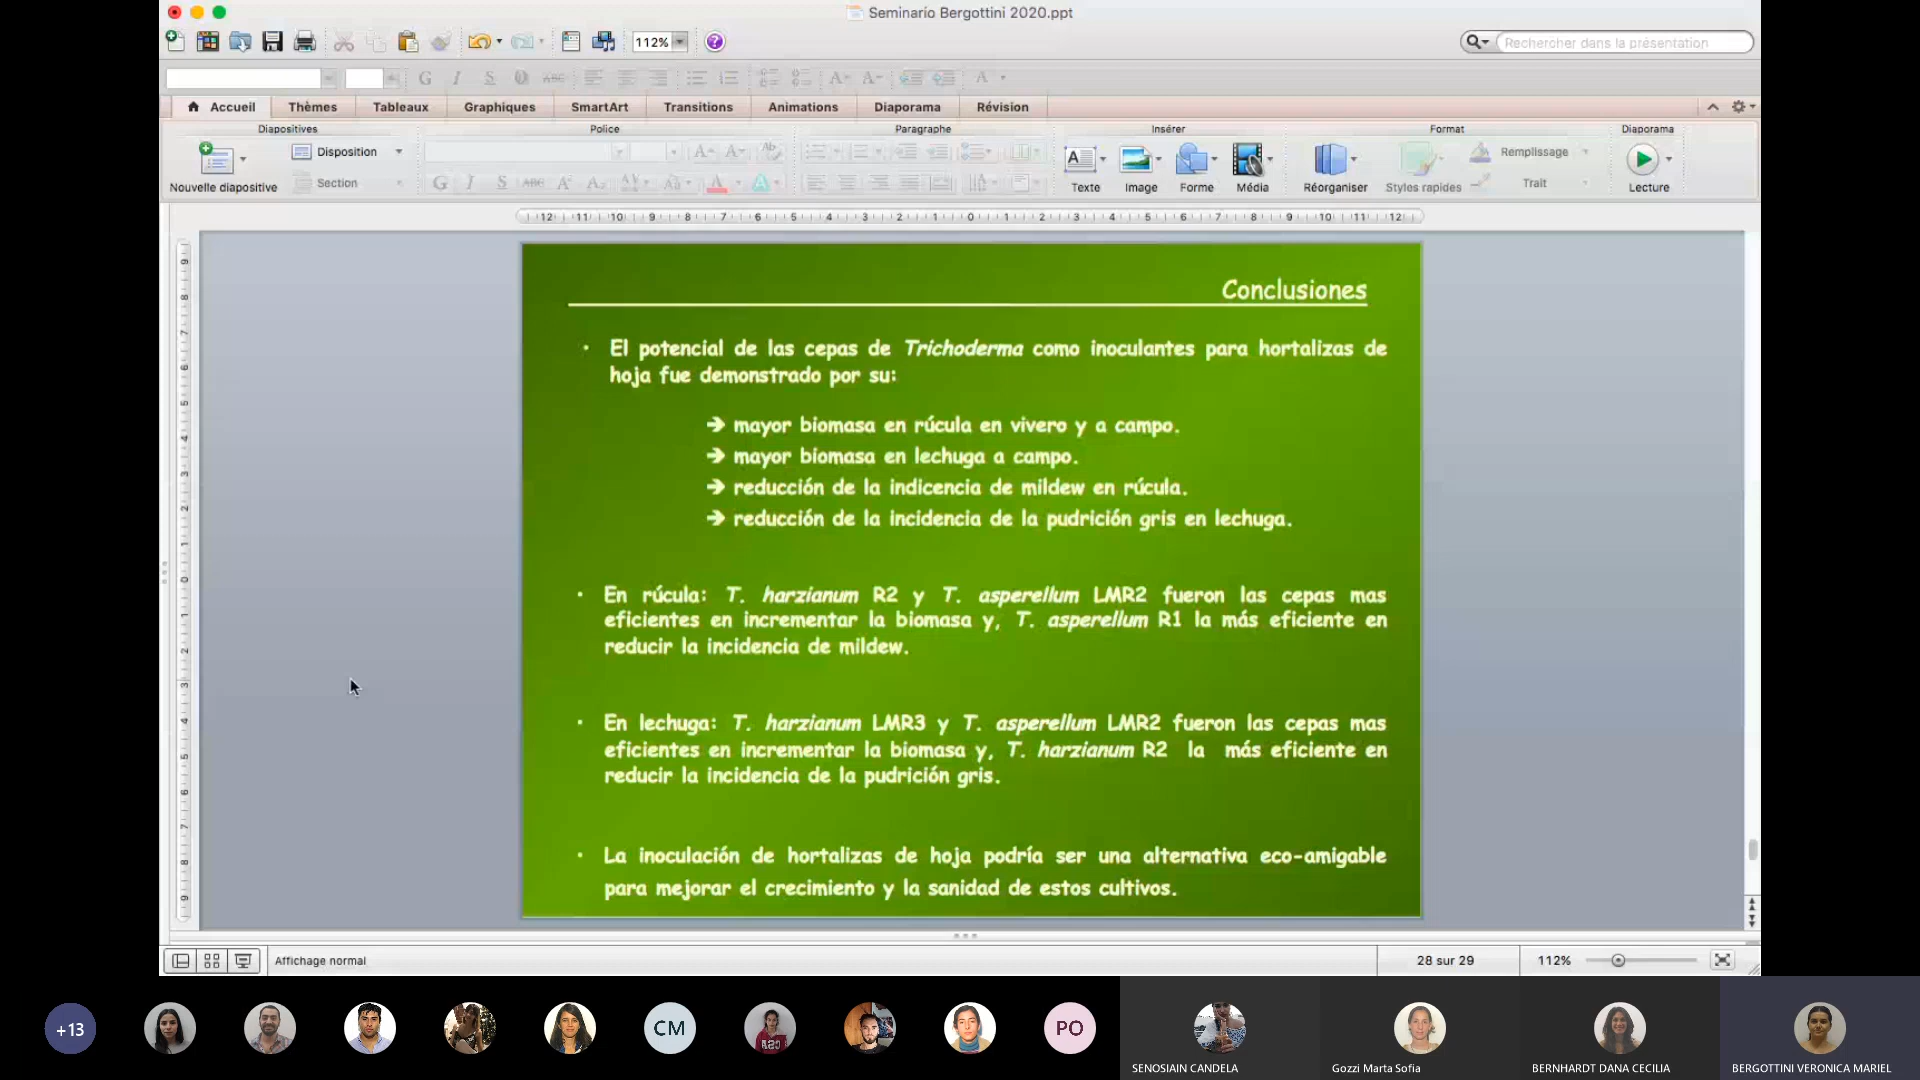 Seminario Bergottini 2020.ppt
112%
Rechercher dans la présentation
Accueil Thèmes Tableaux Graphiques SmartArt Transitions Animations Diaporama Révision
Diapositives Police Paragraphe Insérer Format Diaporama
Disposition
Section
Nouvelle diapositive
Texte Image Forme Média Réorganiser Styles rapides
Remplissage
Trait
Lecture
Conclusiones
• El potencial de las cepas de Trichoderma como inoculantes para hortalizas de
hoja fue demonstrado por su:
➔ mayor biomasa en rúcula en vivero y a campo.
➔ mayor biomasa en lechuga a campo.
➔ reducción de la indicencia de mildew en rúcula.
➔ reducción de la incidencia de la pudrición gris en lechuga.
• En rúcula: T. harzianum R2 y T. asperellum LMR2 fueron las cepas mas
eficientes en incrementar la biomasa y, T. asperellum R1 la más eficiente en
reducir la incidencia de mildew.
• En lechuga: T. harzianum LMR3 y T. asperellum LMR2 fueron las cepas mas
eficientes en incrementar la biomasa y, T. harzianum R2 la más eficiente en
reducir la incidencia de la pudrición gris.
• La inoculación de hortalizas de hoja podría ser una alternativa eco-amigable
para mejorar el crecimiento y la sanidad de estos cultivos.
Affichage normal
28 sur 29
112%
+13
CM
PO
SENOSIAIN CANDELA
Gozzi Marta Sofia
BERNHARDT DANA CECILIA
BERGOTTINI VERONICA MARIEL